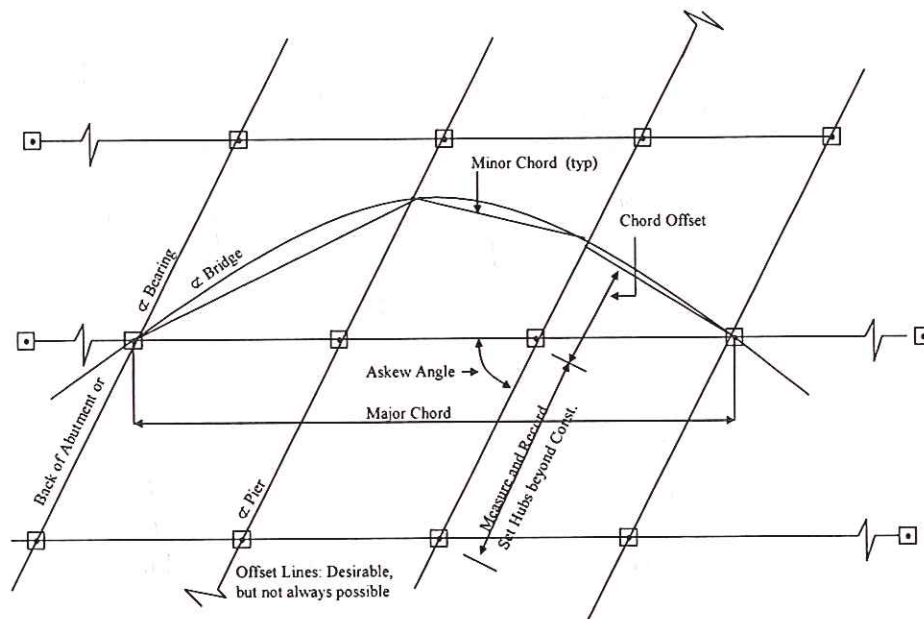 Minor Chord (typ)
Chord Offset
℄ Bearing
℄ Bridge
Askew Angle
Major Chord
Back of Abutment or
℄ Pier
Measure and Record
Set Hubs beyond Const.
Offset Lines: Desirable,
but not always possible